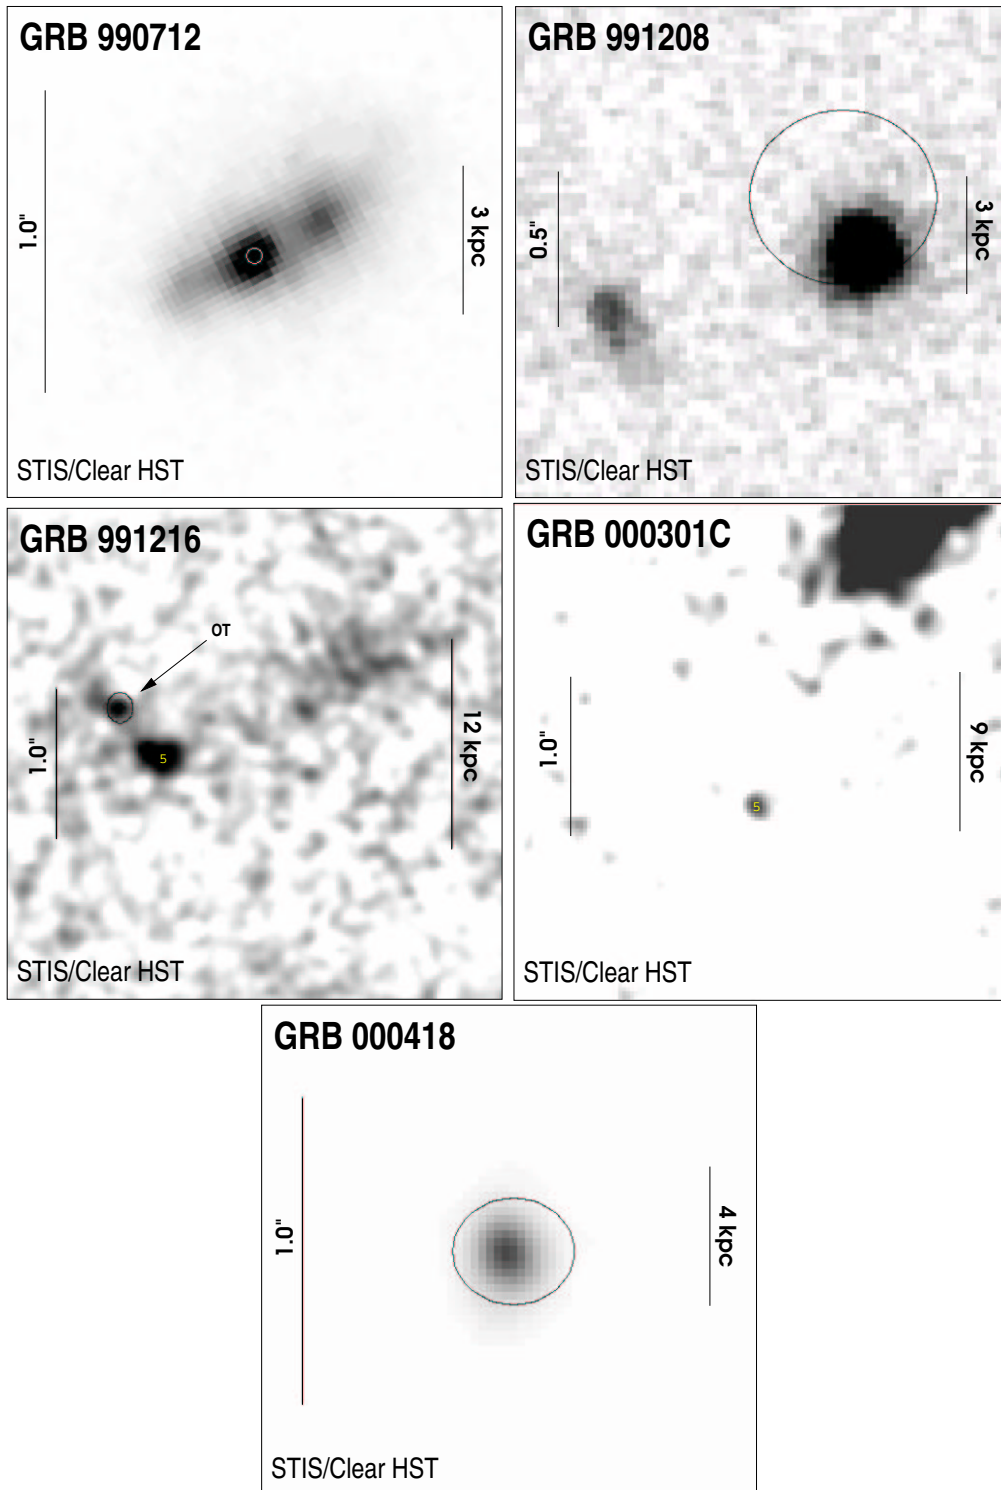 GRB 990712
1.0"
3 kpc
STIS/Clear HST
GRB 991208
0.5"
3 kpc
STIS/Clear HST
GRB 991216
OT
1.0"
5
12 kpc
STIS/Clear HST
GRB 000301C
1.0"
5
9 kpc
STIS/Clear HST
GRB 000418
1.0"
4 kpc
STIS/Clear HST